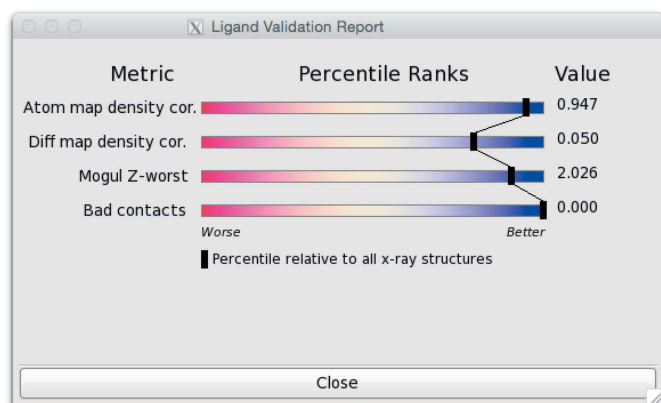 Ligand Validation Report
Metric Percentile Ranks Value
Atom map density cor. 0.947
Diff map density cor. 0.050
Mogul Z-worst 2.026
Bad contacts 0.000
Worse Better
Percentile relative to all x-ray structures
Close